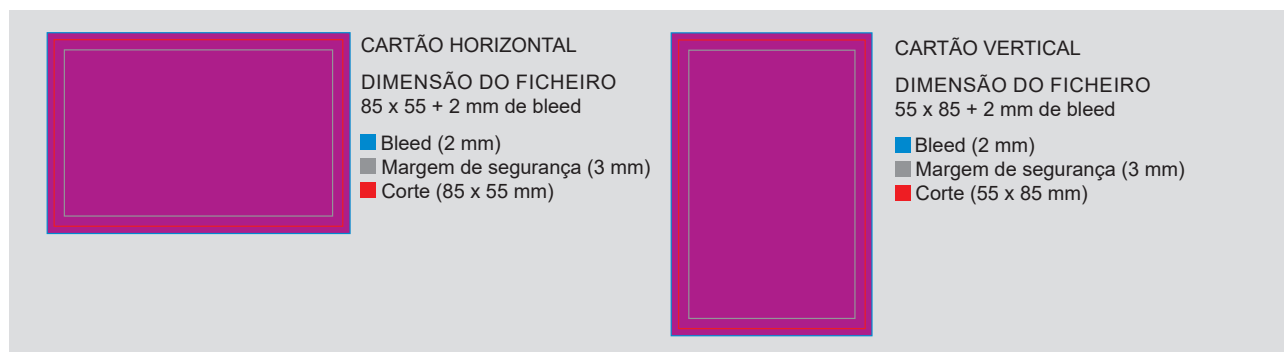 CARTÃO HORIZONTAL
DIMENSÃO DO FICHEIRO
85 x 55 + 2 mm de bleed
Bleed (2 mm)
Margem de segurança (3 mm)
Corte (85 x 55 mm)
CARTÃO VERTICAL
DIMENSÃO DO FICHEIRO
55 x 85 + 2 mm de bleed
Bleed (2 mm)
Margem de segurança (3 mm)
Corte (55 x 85 mm)